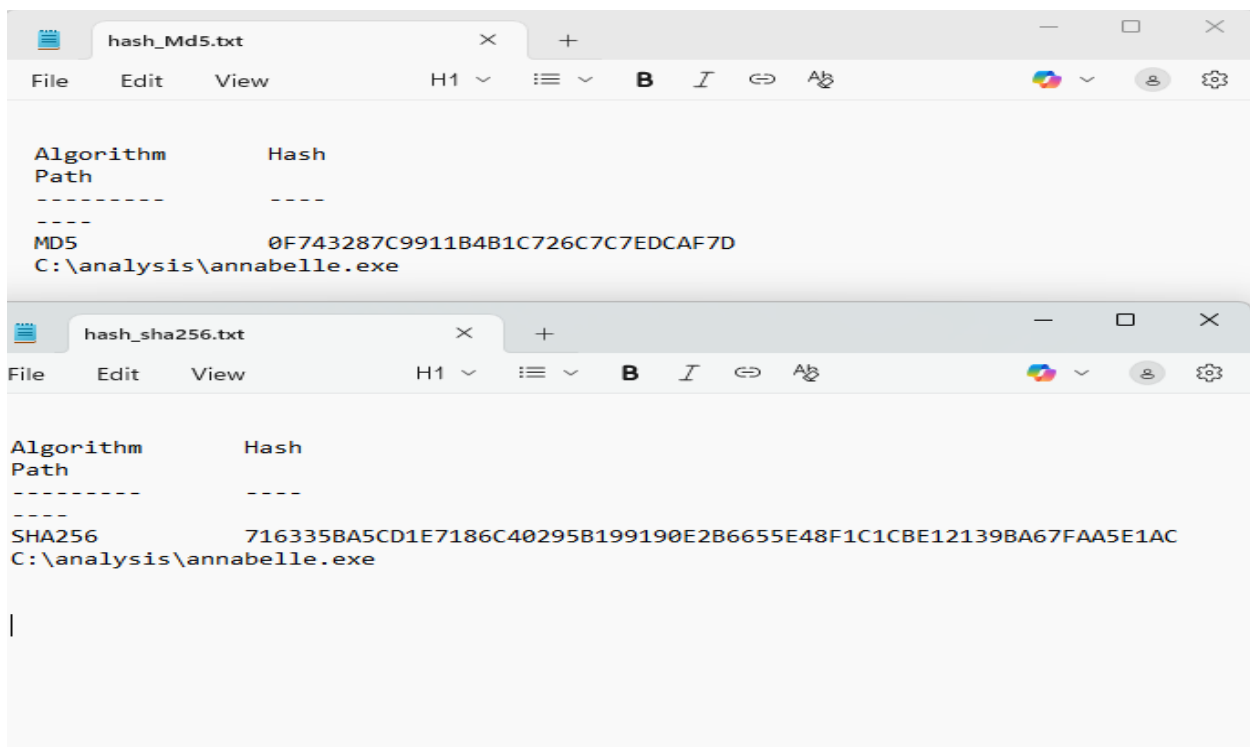 hash_Md5.txt
File Edit View H1 B I
Algorithm Hash
Path
--------- ----
----
MD5 0F743287C9911B4B1C726C7C7EDCAF7D
C:\analysis\annabelle.exe
hash_sha256.txt
File Edit View H1 B I
Algorithm Hash
Path
--------- ----
----
SHA256 716335BA5CD1E7186C40295B199190E2B6655E48F1C1CBE12139BA67FAA5E1AC
C:\analysis\annabelle.exe